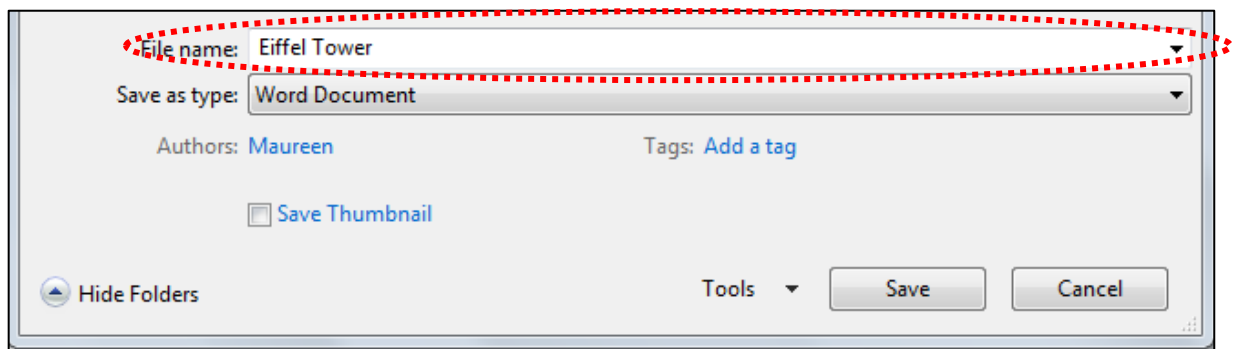 File name: Eiffel Tower
Save as type: Word Document
Authors: Maureen Tags: Add a tag
Save Thumbnail
Hide Folders Tools Save Cancel